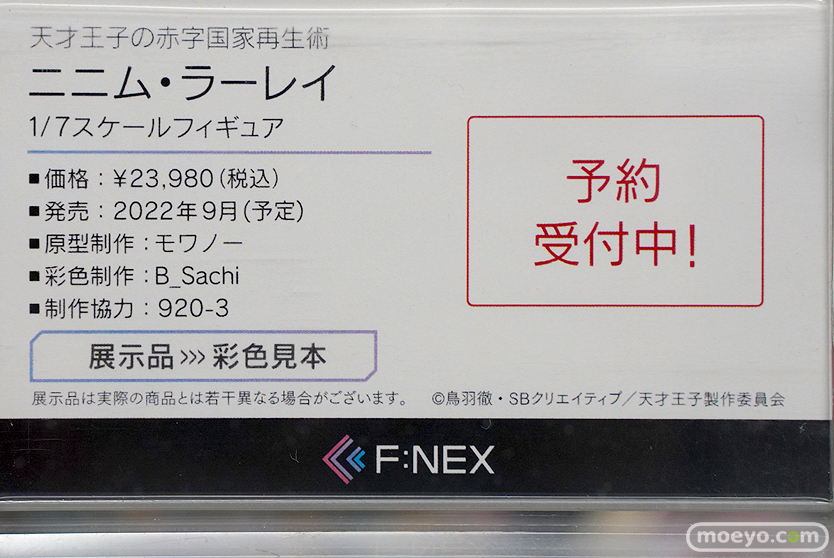 天才王子の赤字国家再生術
ニニム・ラーレイ
1/7スケールフィギュア
■価格：¥23,980(税込)
■発売：2022年9月(予定)
■原型制作：モワノー
■彩色制作：B_Sachi
■制作協力：920-3
予約
受付中!
展示品>>>彩色見本
展示品は実際の商品とは若干異なる場合がございます。 ©鳥羽徹・SBクリエイティブ／天才王子製作委員会
F:NEX
moeyo.com